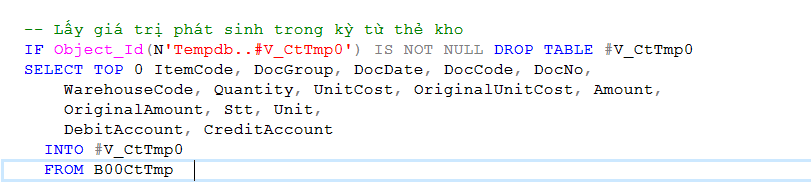 -- Lấy giá trị phát sinh trong kỳ từ thẻ kho
IF Object_Id(N'Tempdb..#V_CtTmp0') IS NOT NULL DROP TABLE #V_CtTmp0
SELECT TOP 0 ItemCode, DocGroup, DocDate, DocCode, DocNo,
WarehouseCode, Quantity, UnitCost, OriginalUnitCost, Amount,
OriginalAmount, Stt, Unit,
DebitAccount, CreditAccount
INTO #V_CtTmp0
FROM B00CtTmp